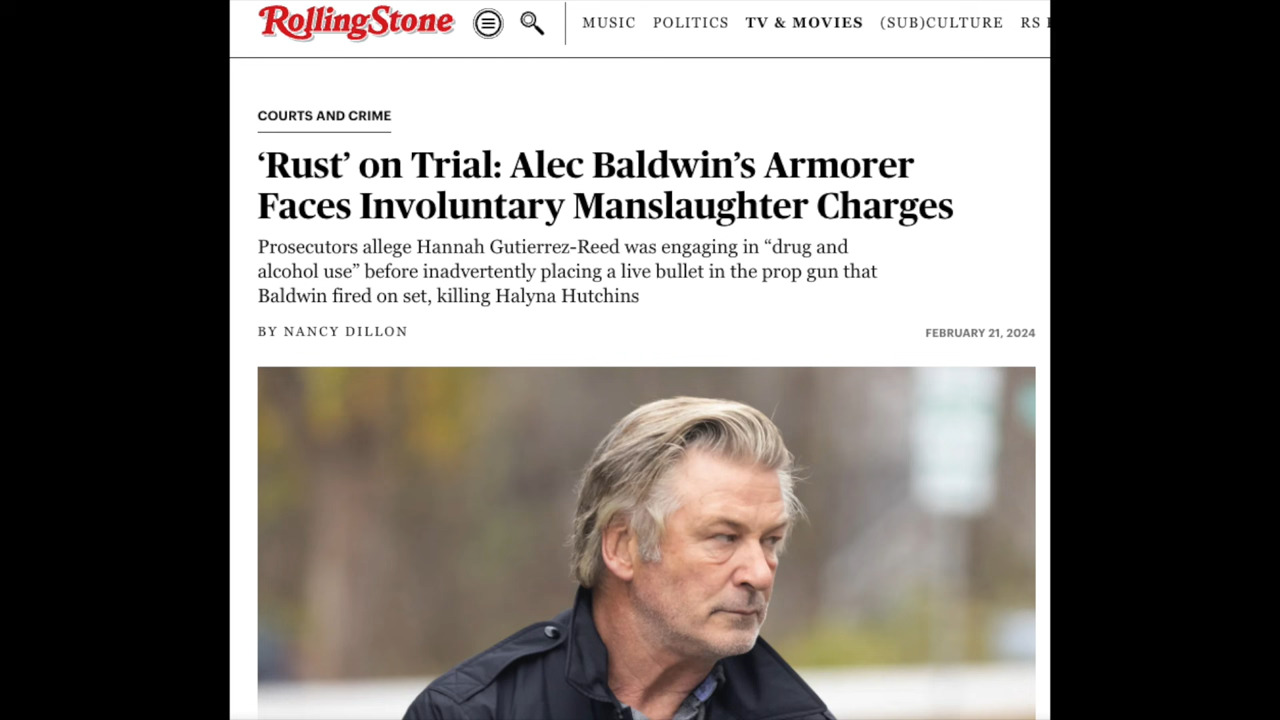 RollingStone
MUSIC POLITICS TV & MOVIES (SUB)CULTURE RS
COURTS AND CRIME
‘Rust’ on Trial: Alec Baldwin’s Armorer
Faces Involuntary Manslaughter Charges
Prosecutors allege Hannah Gutierrez-Reed was engaging in “drug and
alcohol use” before inadvertently placing a live bullet in the prop gun that
Baldwin fired on set, killing Halyna Hutchins
BY NANCY DILLON
FEBRUARY 21, 2024